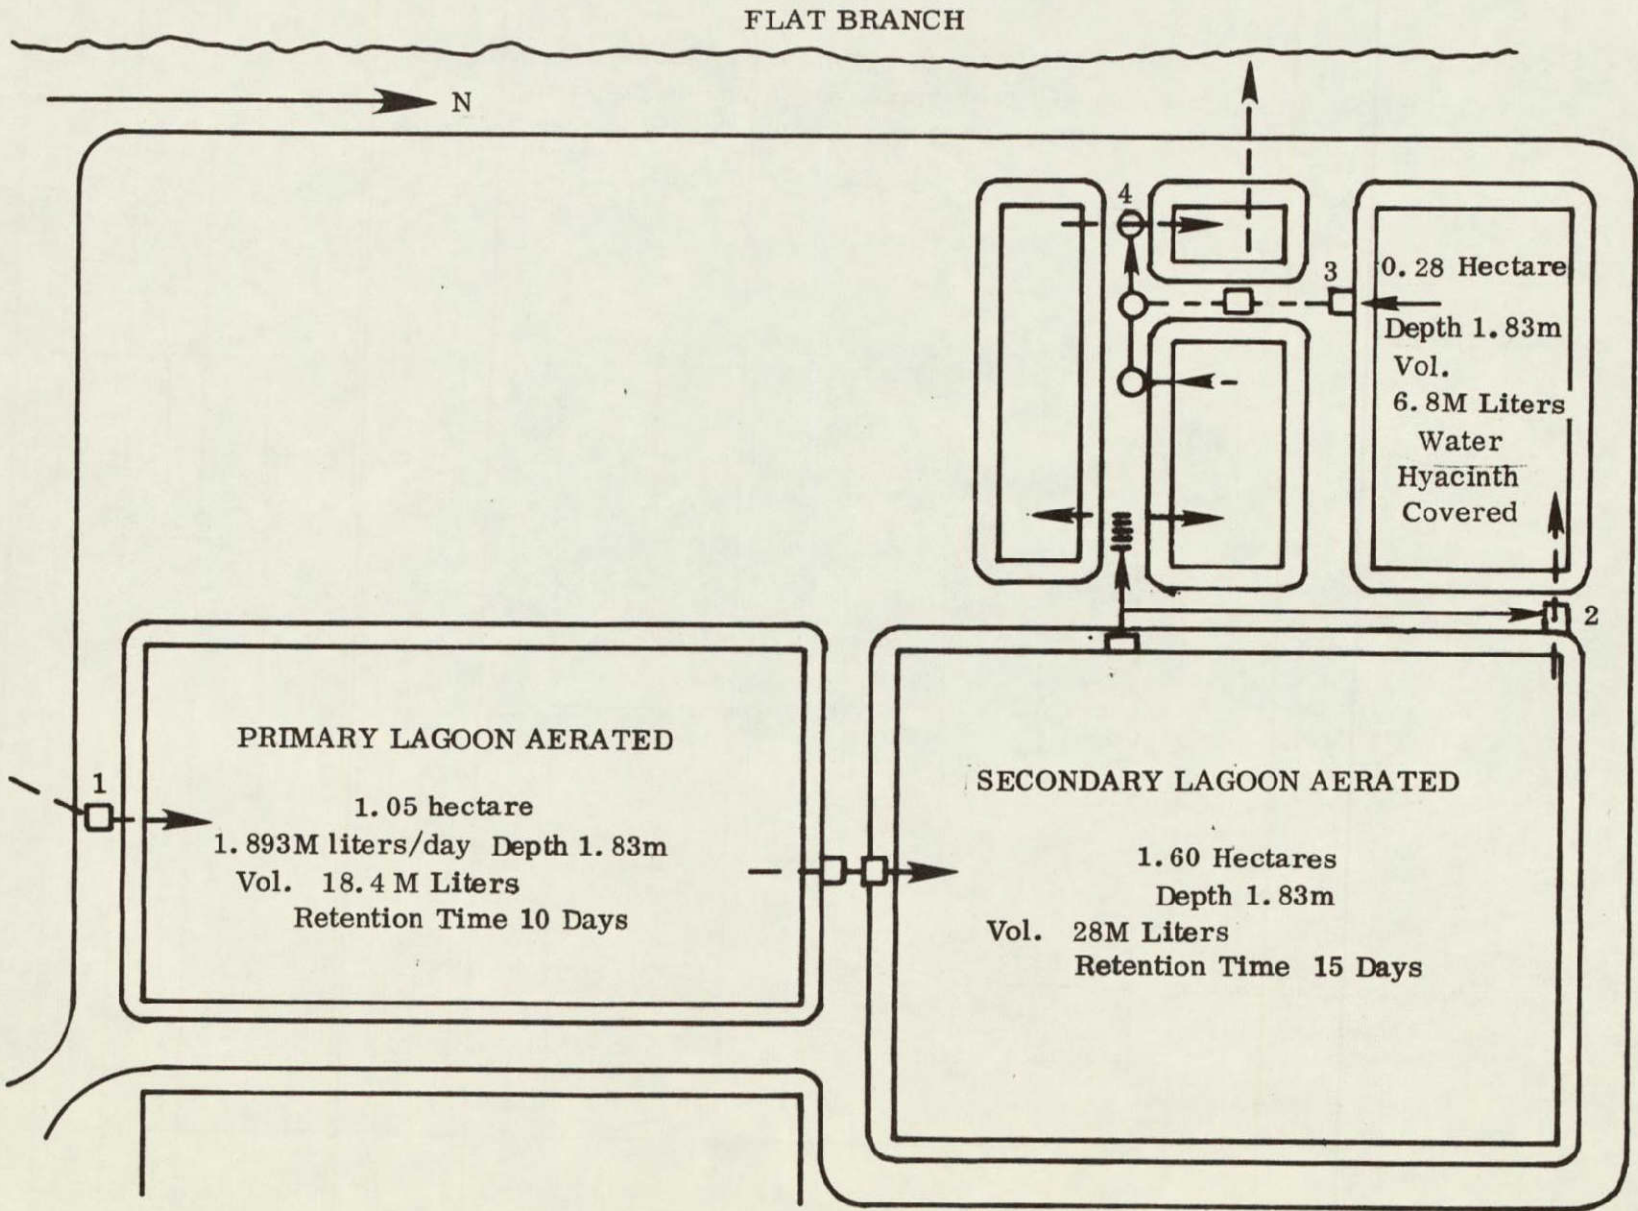 FLAT BRANCH
N
4
3
0.28 Hectare
Depth 1.83m
Vol.
6.8M Liters
Water
Hyacinth
Covered
2
PRIMARY LAGOON AERATED
1
1.05 hectare
1.893M liters/day Depth 1.83m
Vol. 18.4 M Liters
Retention Time 10 Days
SECONDARY LAGOON AERATED
1.60 Hectares
Depth 1.83m
Vol. 28M Liters
Retention Time 15 Days